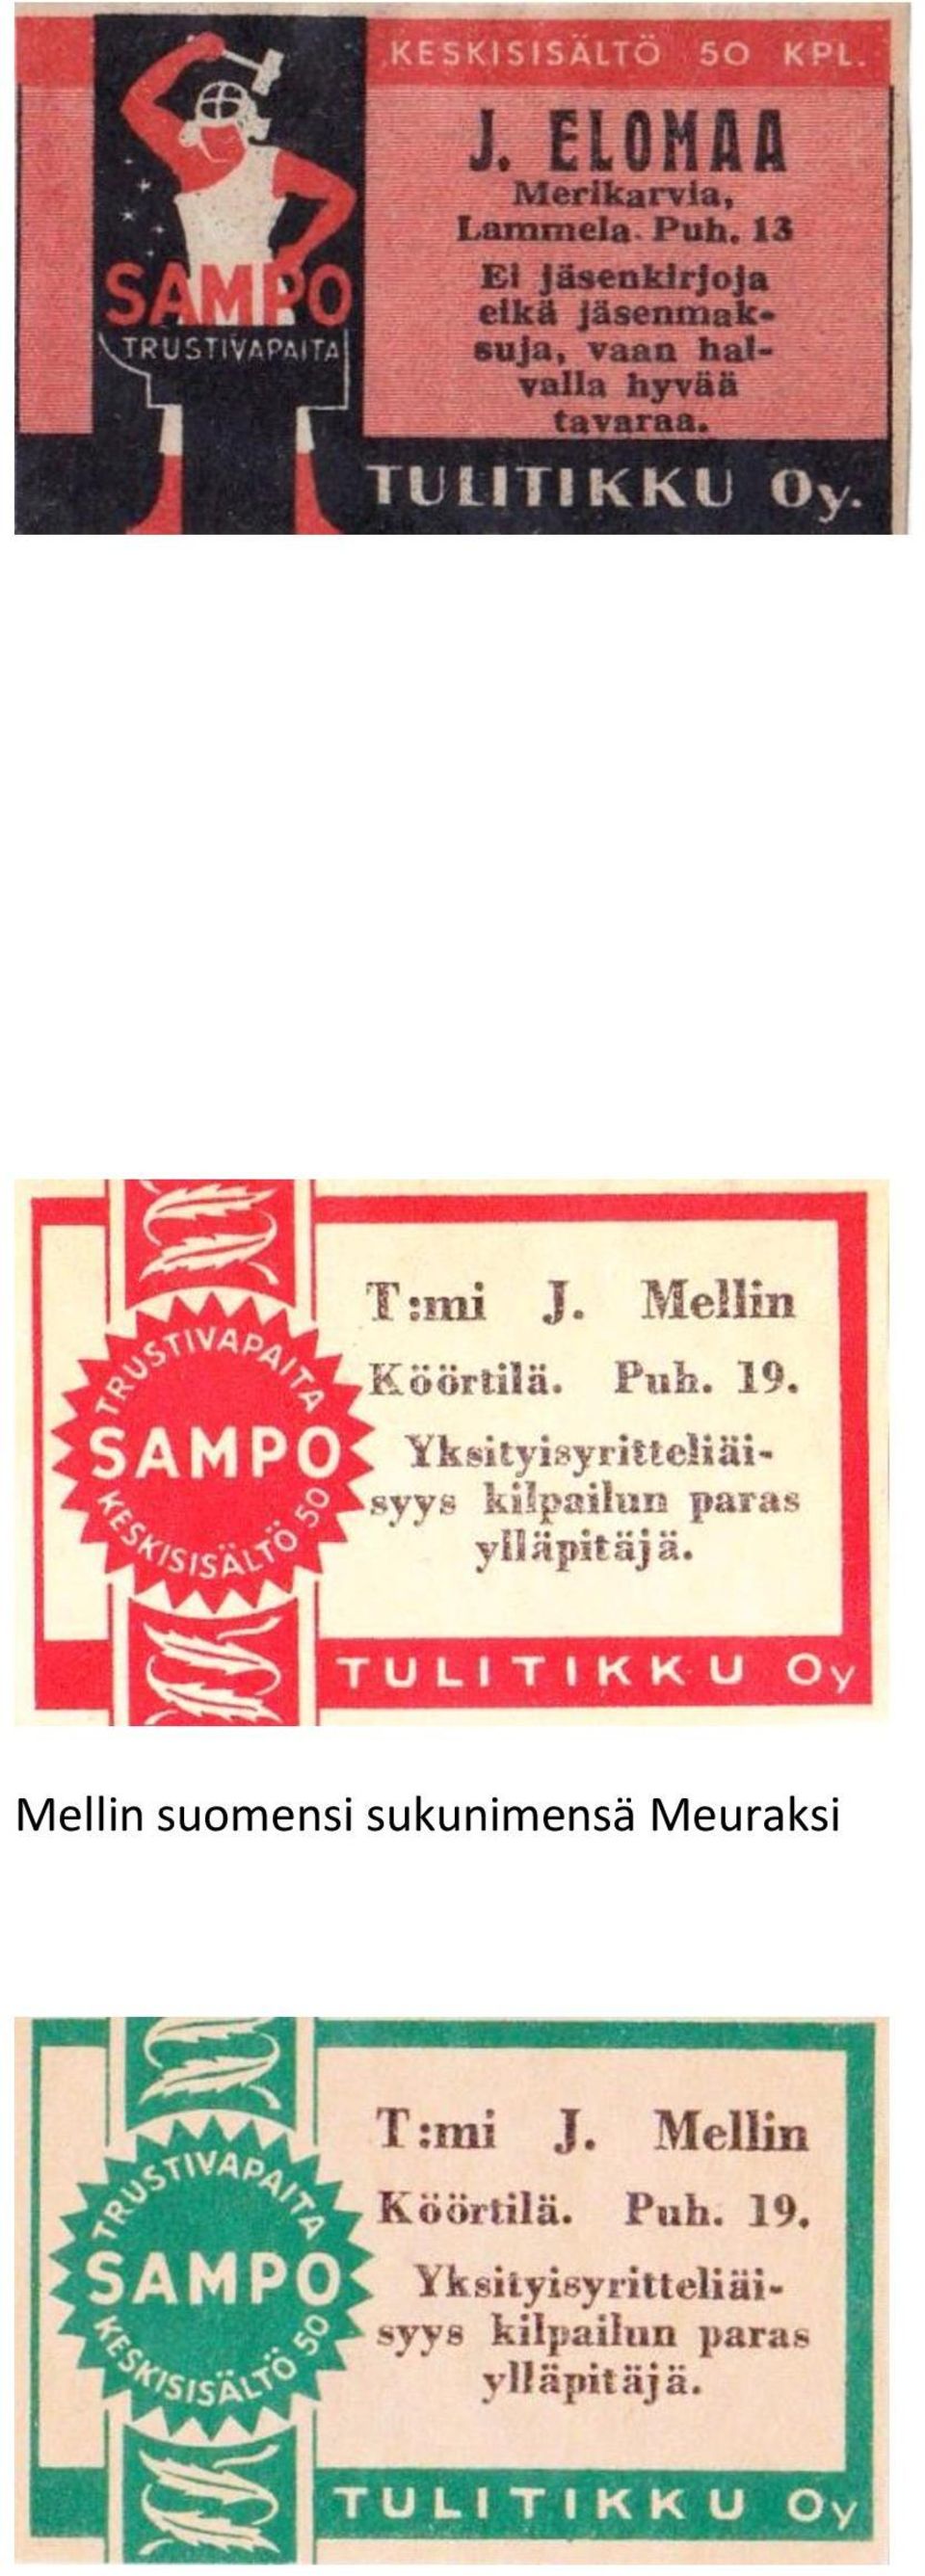 KESKISISÄLTÖ 50 KPL.
J. ELOMAA
Merikarvia,
Lammela. Puh. 13
Ei jäsenkirjoja
eikä jäsenmak-
suja, vaan hal-
valla hyvää
tavaraa.
SAMPO
TRUSTIVAPAITA
TULITIKKU Oy.
TRUSTIVAPAITA
SAMPO
KESKISISÄLTÖ 50
T:mi J. Mellin
Köörtilä. Puh. 19.
Yksityisyritteliäi-
syys kilpailun paras
ylläpitäjä.
TULITIKKU Oy
Mellin suomensi sukunimensä Meuraksi
TRUSTIVAPAITA
SAMPO
KESKISISÄLTÖ 50
T:mi J. Mellin
Köörtilä. Puh. 19.
Yksityisyritteliäi-
syys kilpailun paras
ylläpitäjä.
TULITIKKU Oy